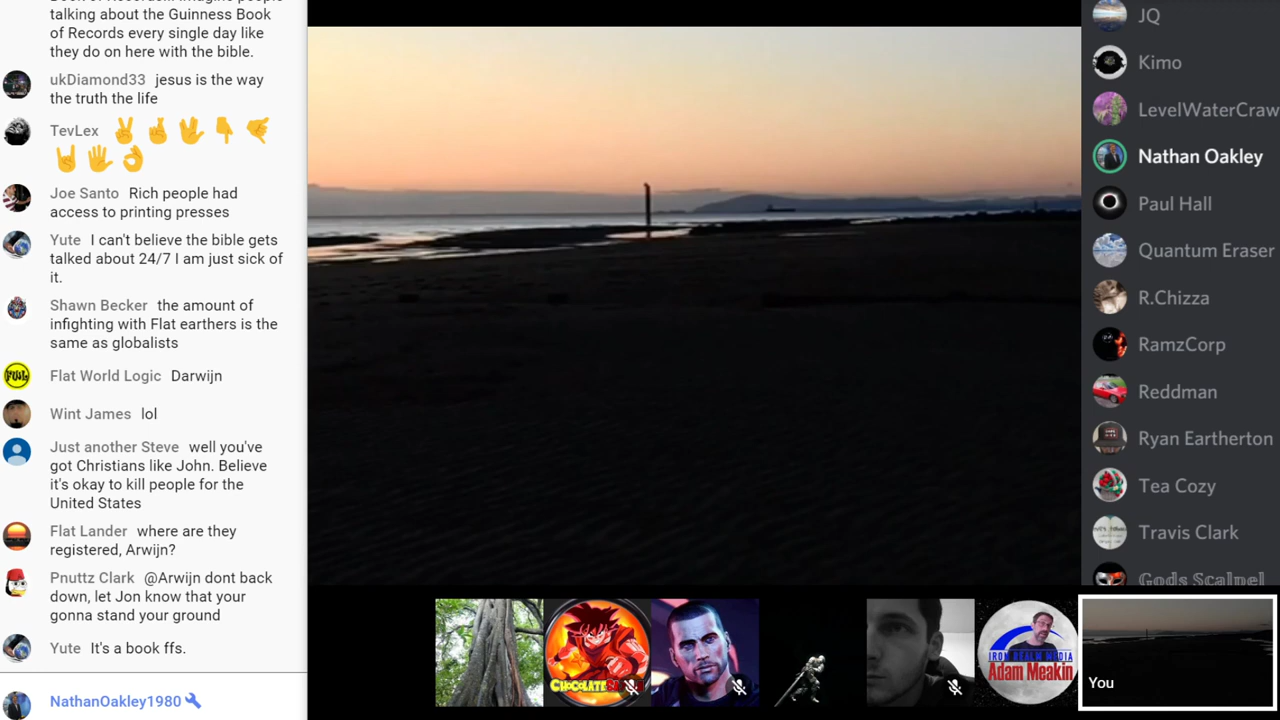 Book of Records... Imagine people
talking about the Guinness Book
of Records every single day like
they do on here with the bible.
ukDiamond33 jesus is the way
the truth the life
TevLex
Joe Santo Rich people had
access to printing presses
Yute I can't believe the bible gets
talked about 24/7 I am just sick of
it.
Shawn Becker the amount of
infighting with Flat earthers is the
same as globalists
FWL
Flat World Logic Darwijn
Wint James lol
Just another Steve well you've
got Christians like John. Believe
it's okay to kill people for the
United States
Flat Lander where are they
registered, Arwijn?
Pnuttz Clark @Arwijn dont back
down, let Jon know that your
gonna stand your ground
Yute It's a book ffs.
NathanOakley1980
IRON REALM MEDIA
Adam Meakin
You
JQ
Kimo
LevelWaterCraw
Nathan Oakley
Paul Hall
Quantum Eraser
R.Chizza
RamzCorp
Reddman
Ryan Eartherton
Tea Cozy
Travis Clark
Gods Scalpel